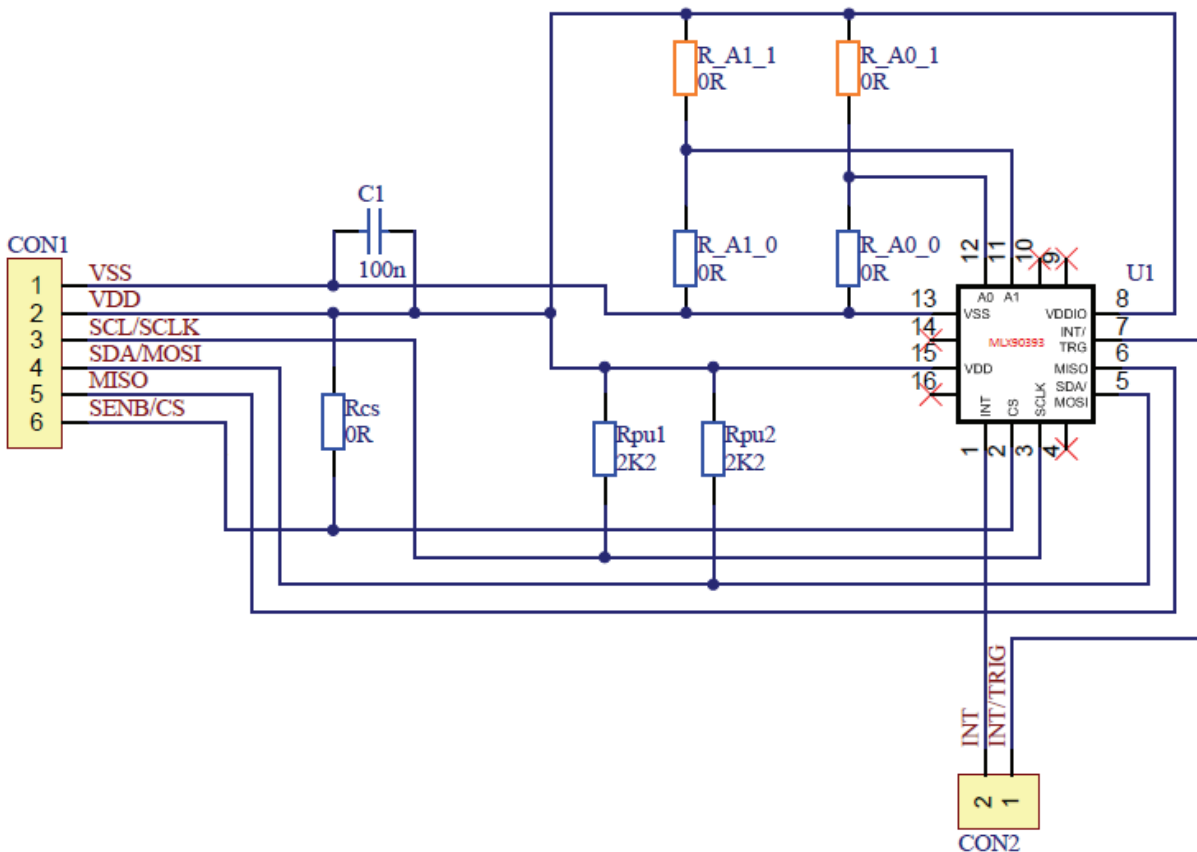 R_A1_1
0R
R_A0_1
0R
C1
100n
R_A1_0
0R
R_A0_0
0R
CON1
1
VSS
2
VDD
3
SCL/SCLK
4
SDA/MOSI
5
MISO
6
SENB/CS
Rcs
0R
Rpu1
2K2
Rpu2
2K2
12
11
10
9
U1
A0
A1
13
VSS
VDDIO
8
14
MLX90393
INT/
TRG
7
15
VDD
MISO
6
16
SDA/
MOSI
5
INT
CS
SCLK
1
2
3
4
INT
INT/TRIG
2
1
CON2